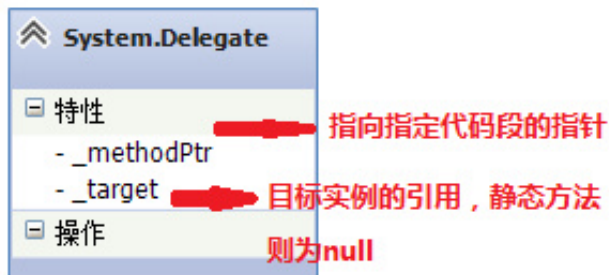 System.Delegate
特性
指向指定代码段的指针
- _methodPtr
- _target
目标实例的引用，静态方法
则为null
操作